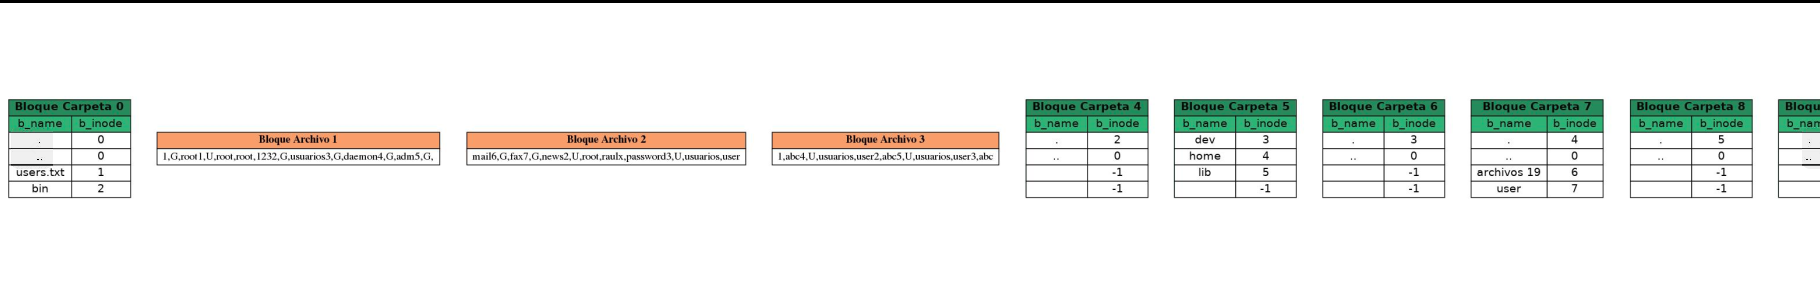 Bloque Carpeta 0
b_name b_inode
. 0
.. 0
users.txt 1
bin 2
Bloque Archivo 1
1,G,root1,U,root,root,1232,G,usuarios3,G,daemon4,G,adm5,G,
Bloque Archivo 2
mail6,G,fax7,G,news2,U,root,raulx,password3,U,usuarios,user
Bloque Archivo 3
1,abc4,U,usuarios,user2,abc5,U,usuarios,user3,abc
Bloque Carpeta 4
b_name b_inode
. 2
.. 0
-1
-1
Bloque Carpeta 5
b_name b_inode
dev 3
home 4
lib 5
-1
Bloque Carpeta 6
b_name b_inode
. 3
.. 0
-1
-1
Bloque Carpeta 7
b_name b_inode
. 4
.. 0
archivos 19 6
user 7
Bloque Carpeta 8
b_name b_inode
. 5
.. 0
-1
-1
.
..